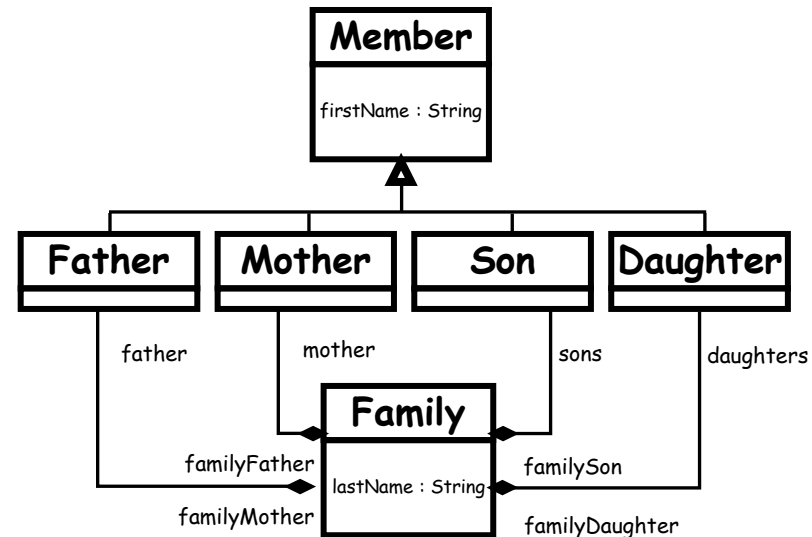 Member
firstName : String
Father
Mother
Son
Daughter
father
mother
sons
daughters
Family
familyFather
familySon
lastName : String
familyMother
familyDaughter